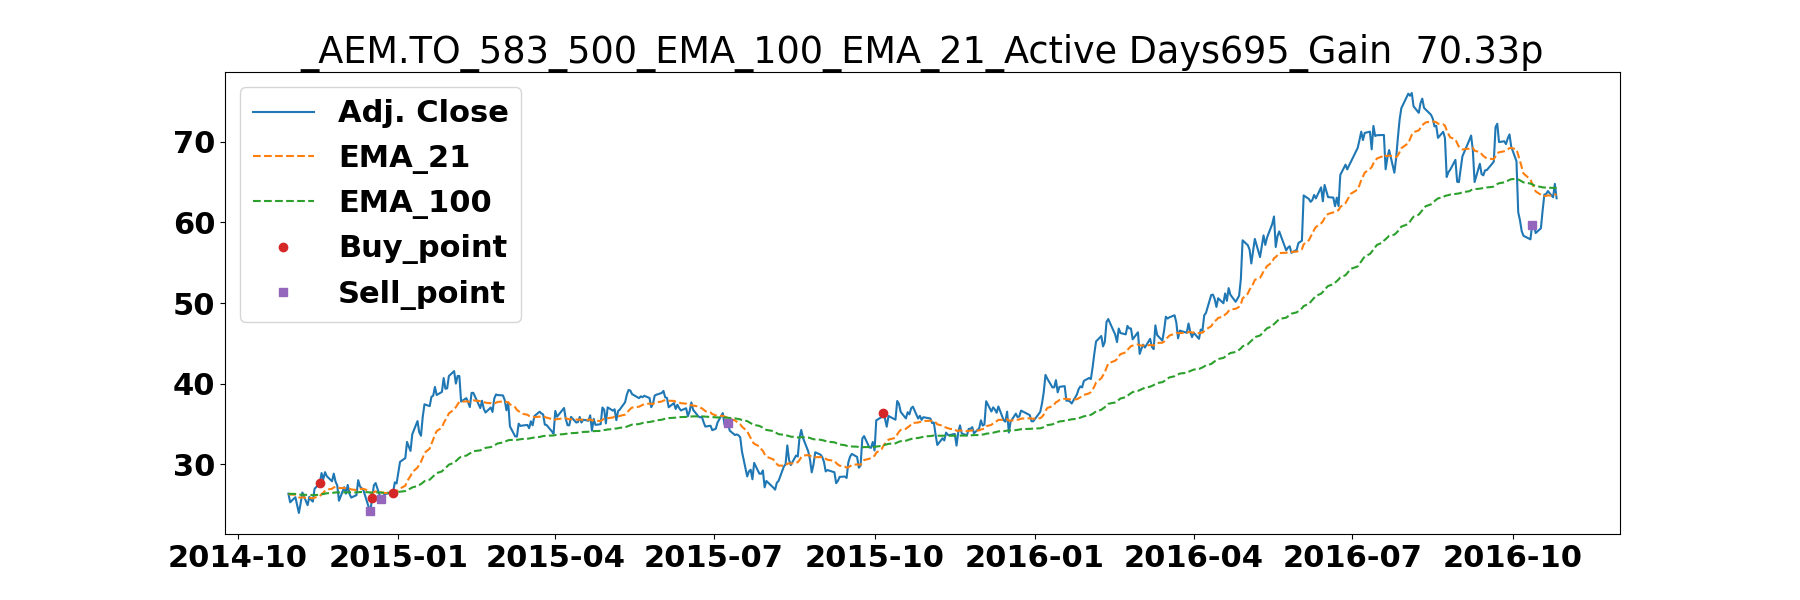 _AEM.TO_583_500_EMA_100_EMA_21_Active Days695_Gain  70.33p
Adj. Close
EMA_21
EMA_100
Buy_point
Sell_point
70
60
50
40
30
2014-10 2015-01 2015-04 2015-07 2015-10 2016-01 2016-04 2016-07 2016-10